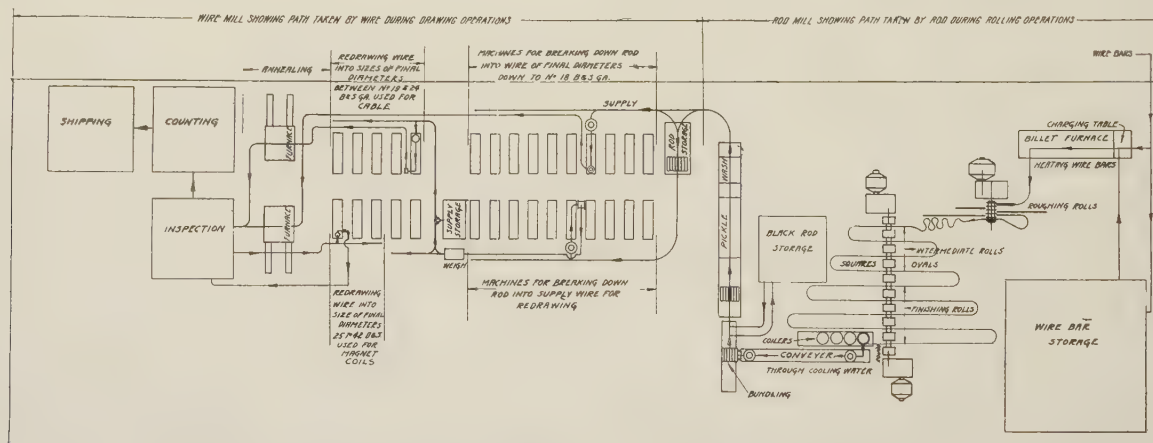 WIRE MILL SHOWING PATH TAKEN BY WIRE DURING DRAWING OPERATIONS
ROD MILL SHOWING PATH TAKEN BY ROD DURING ROLLING OPERATIONS
WIRE BARS
ANNEALING
REDRAWING WIRE
INTO SIZES OF FINAL
DIAMETERS
BETWEEN Nº 19 & 24
B&S GA. USED FOR
CABLE
MACHINES FOR BREAKING DOWN ROD
INTO WIRE OF FINAL DIAMETERS
DOWN TO Nº 18 B&S GA.
SUPPLY
SHIPPING
COUNTING
FURNACE
ROD
STORAGE
WASH
PICKLE
CHARGING TABLE
BILLET FURNACE
HEATING WIRE BARS
ROUGHING ROLLS
INSPECTION
FURNACE
SUPPLY
STORAGE
WEIGH
BLACK ROD
STORAGE
INTERMEDIATE ROLLS
SQUARES
OVALS
FINISHING ROLLS
MACHINES FOR BREAKING DOWN
ROD INTO SUPPLY WIRE FOR
REDRAWING
REDRAWING
WIRE INTO
SIZE OF FINAL
DIAMETERS
USED FOR
MAGNET
COILS
COILERS
CONVEYER
THROUGH COOLING WATER
BUNDLING
WIRE BAR
STORAGE